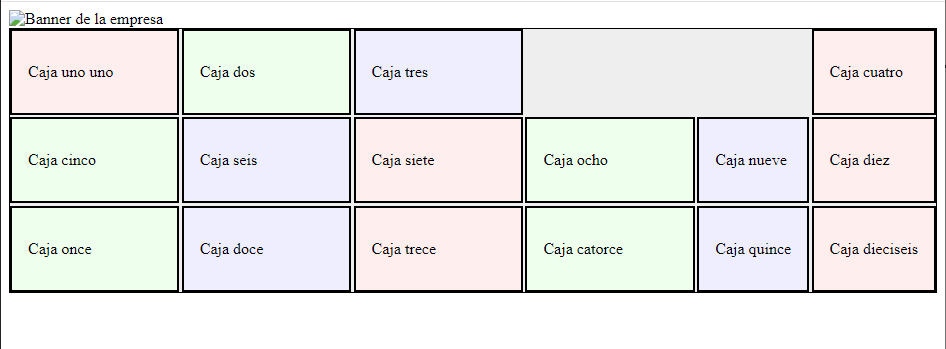 Banner de la empresa
Caja uno uno
Caja dos
Caja tres
Caja cuatro
Caja cinco
Caja seis
Caja siete
Caja ocho
Caja nueve
Caja diez
Caja once
Caja doce
Caja trece
Caja catorce
Caja quince
Caja dieciseis